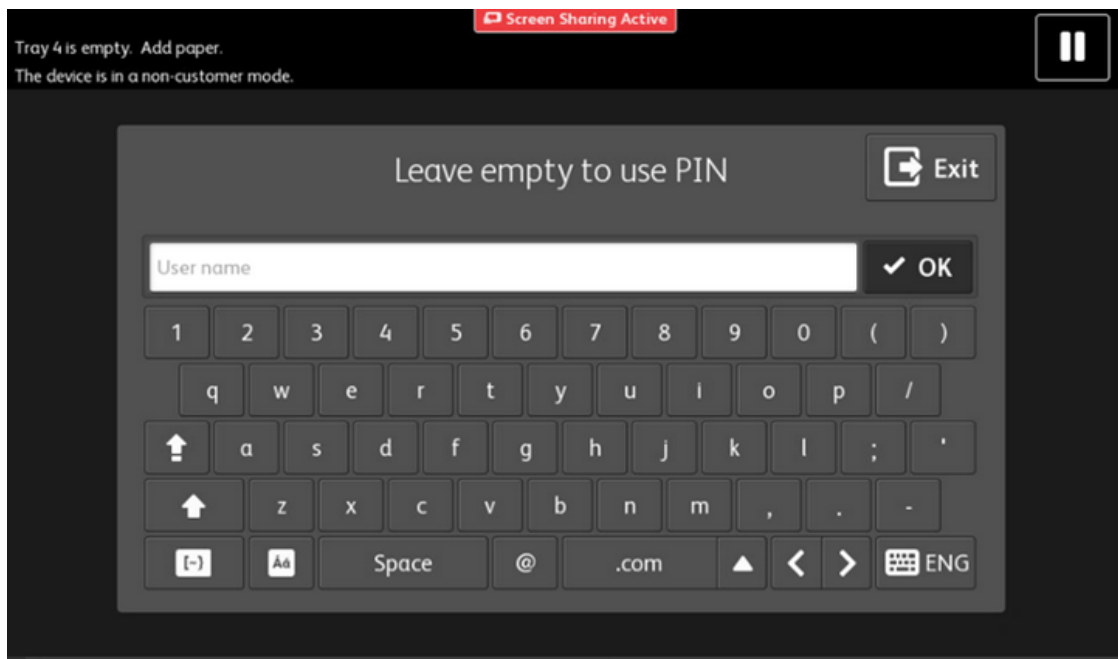 Screen Sharing Active
Tray 4 is empty. Add paper.
The device is in a non-customer mode.
Leave empty to use PIN
Exit
User name
OK
1 2 3 4 5 6 7 8 9 0 ( )
q w e r t y u i o p /
a s d f g h j k l ; '
z x c v b n m , . -
[~} Áá Space @ .com ENG